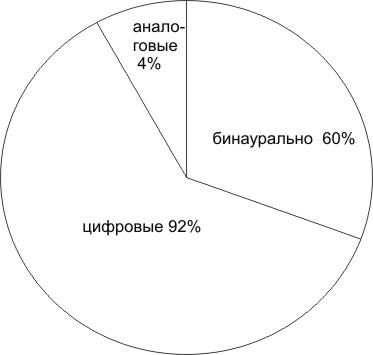 анало-
говые
4%
бинаурально 60%
цифровые 92%